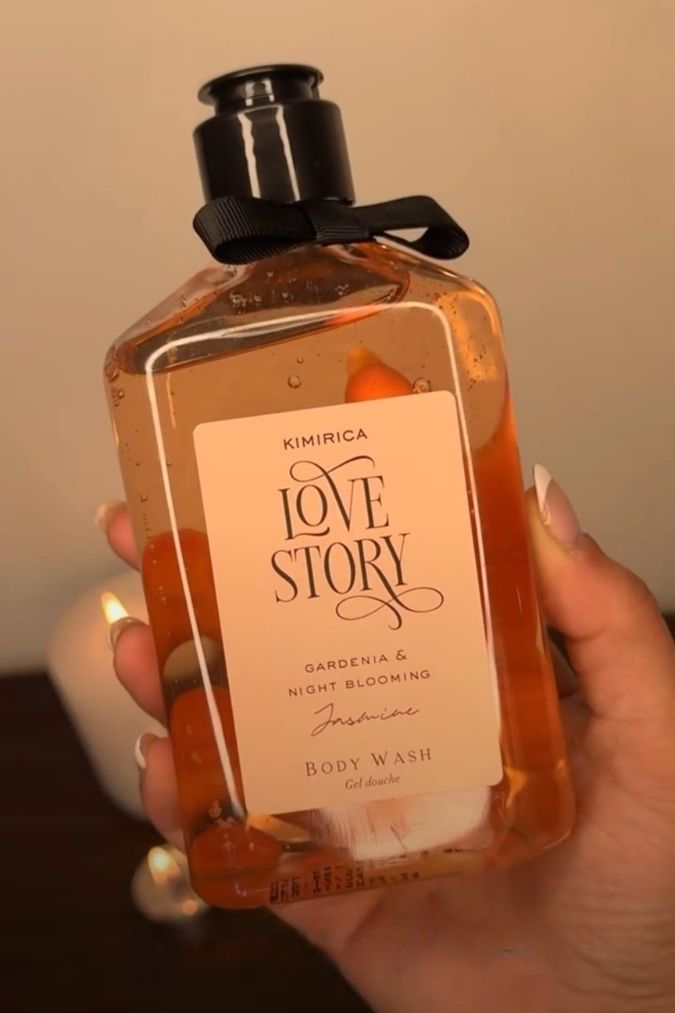 KIMIRICA
LOVE
STORY
GARDENIA &
NIGHT BLOOMING
Jasmine
BODY WASH
Gel douche